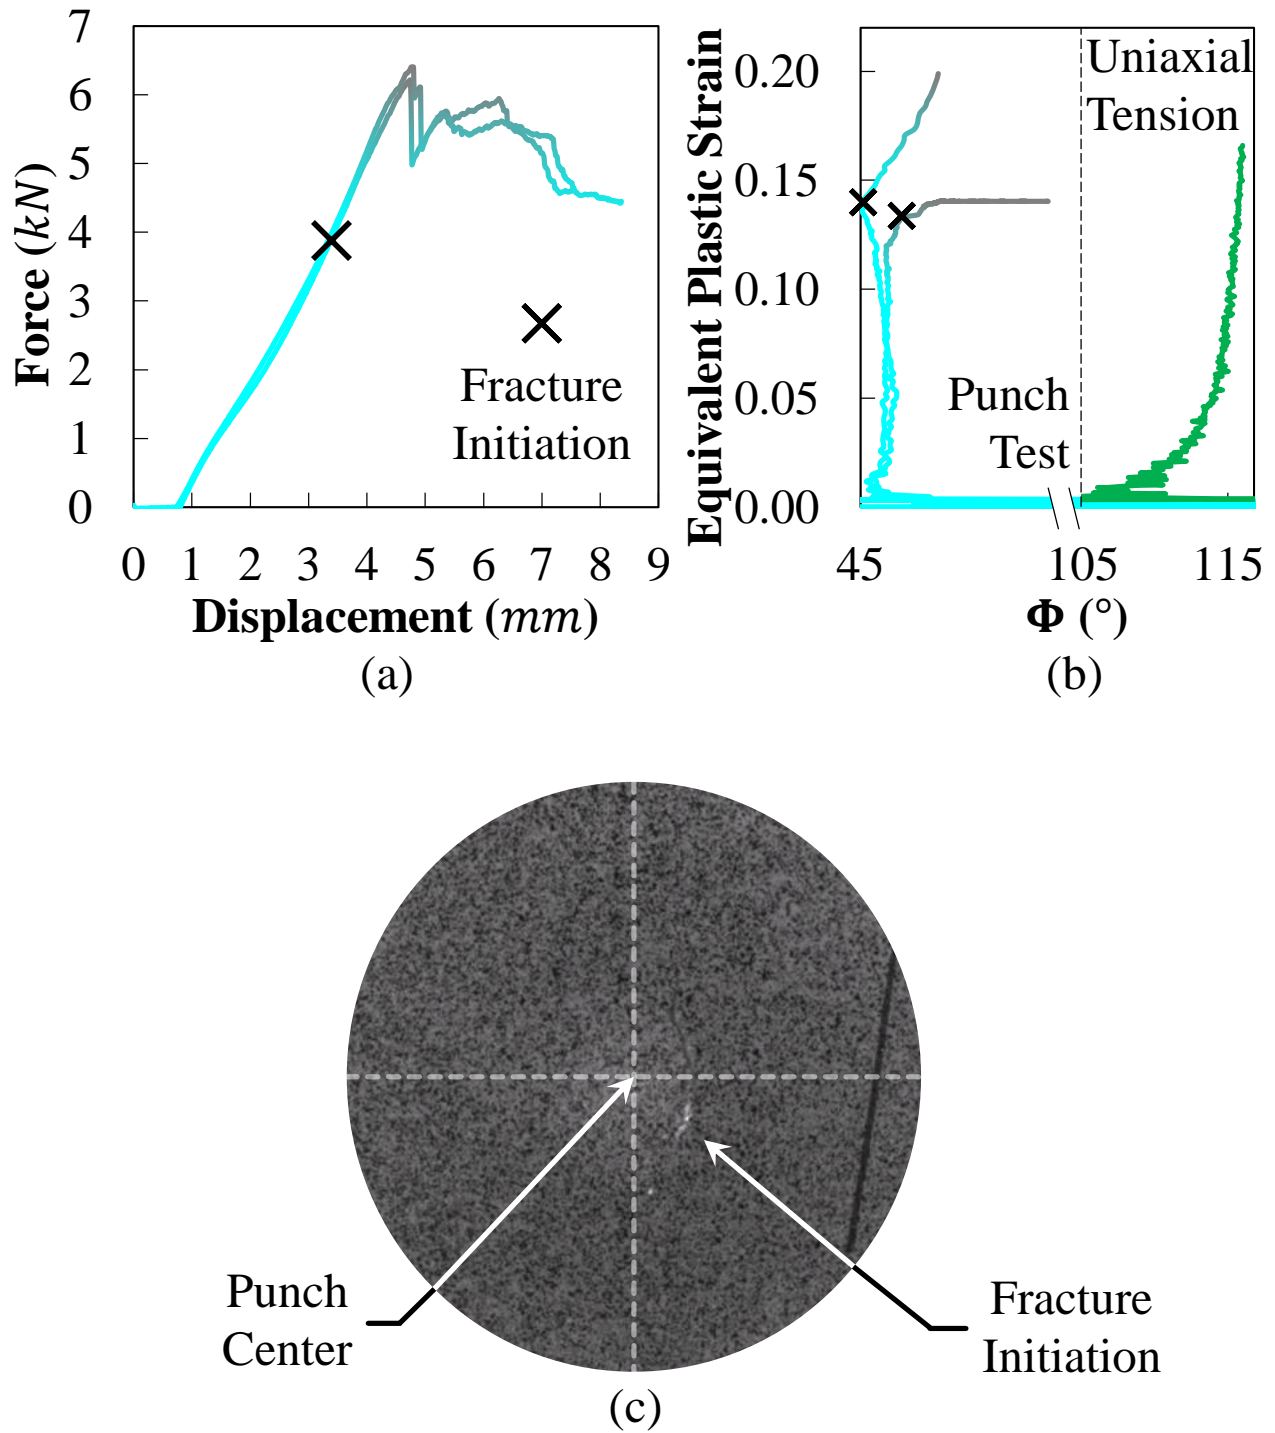 7
6
5
4
3
2
1
0
Force (kN)
Fracture
Initiation
0 1 2 3 4 5 6 7 8 9
Displacement (mm)
(a)
0.20
0.15
0.10
0.05
0.00
Equivalent Plastic Strain
Uniaxial
Tension
Punch
Test
45 105 115
Φ (°)
(b)
Punch
Center
Fracture
Initiation
(c)